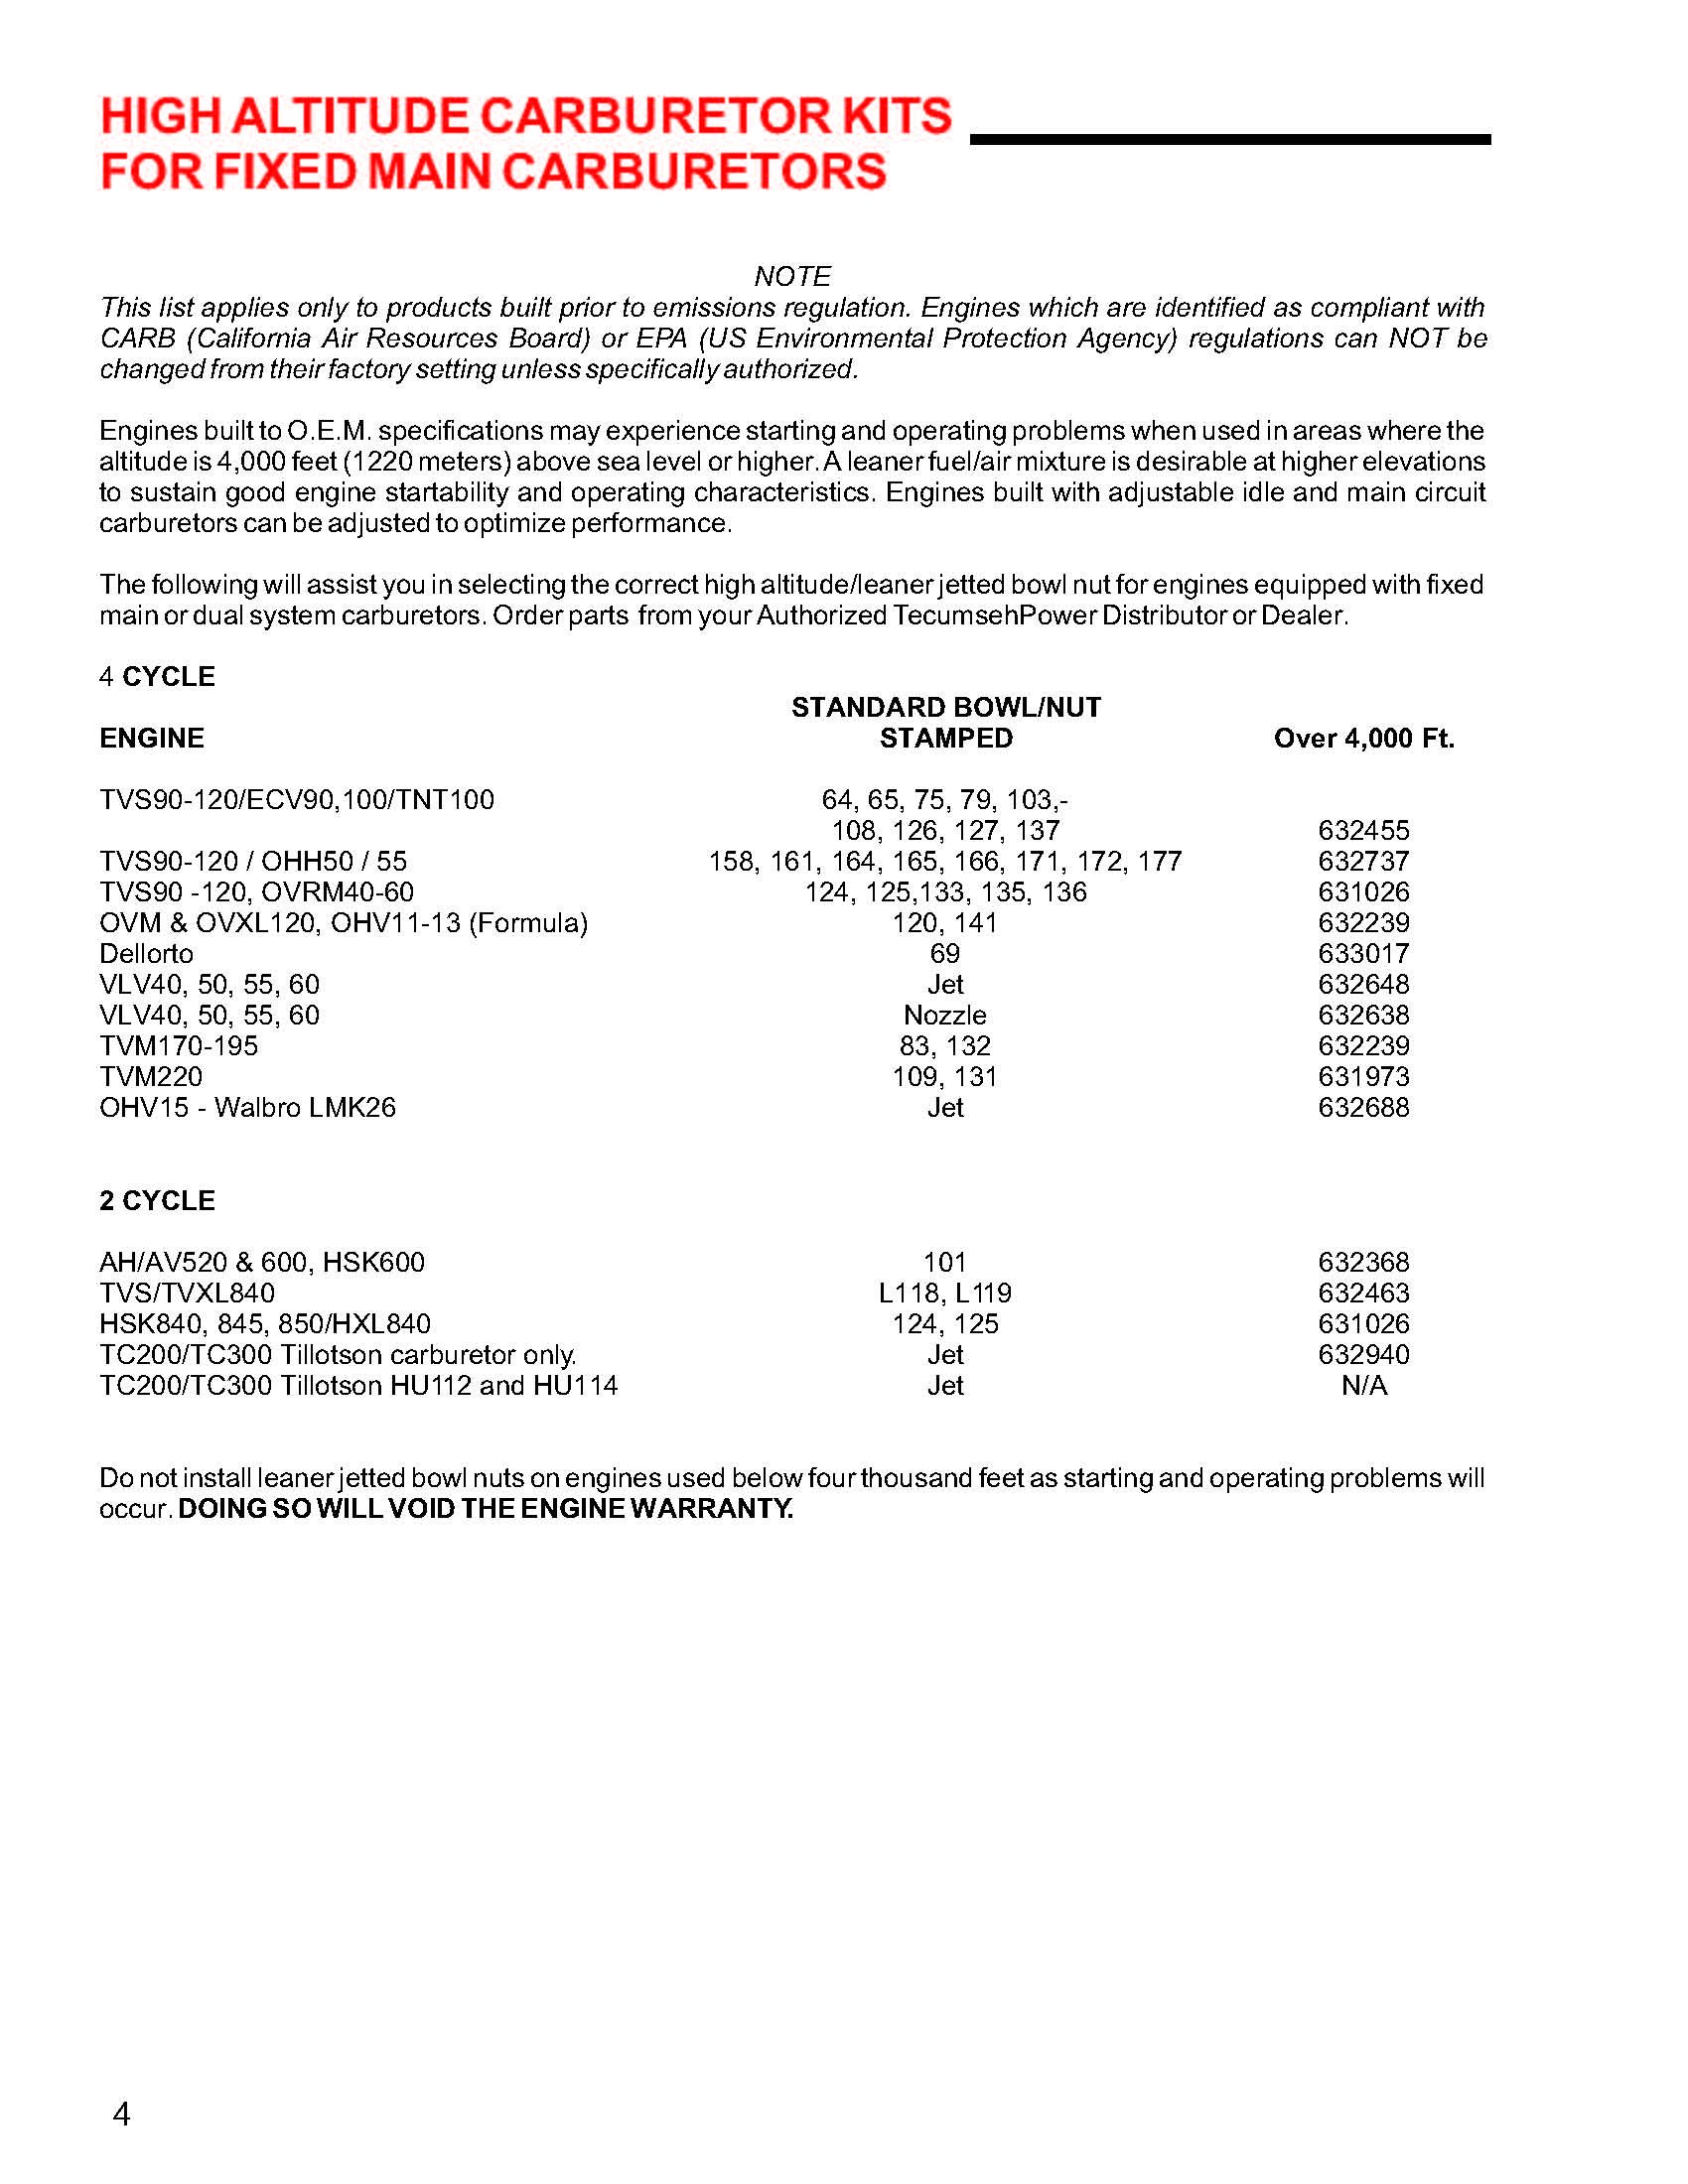 HIGH ALTITUDE CARBURETOR KITS
FOR FIXED MAIN CARBURETORS
NOTE
This list applies only to products built prior to emissions regulation. Engines which are identified as compliant with
CARB (California Air Resources Board) or EPA (US Environmental Protection Agency) regulations can NOT be
changed from their factory setting unless specifically authorized.
Engines built to O.E.M. specifications may experience starting and operating problems when used in areas where the
altitude is 4,000 feet (1220 meters) above sea level or higher. A leaner fuel/air mixture is desirable at higher elevations
to sustain good engine startability and operating characteristics. Engines built with adjustable idle and main circuit
carburetors can be adjusted to optimize performance.
The following will assist you in selecting the correct high altitude/leaner jetted bowl nut for engines equipped with fixed
main or dual system carburetors. Order parts from your Authorized TecumsehPower Distributor or Dealer.
4 CYCLE
STANDARD BOWL/NUT
ENGINE STAMPED Over 4,000 Ft.
TVS90-120/ECV90,100/TNT100 64, 65, 75, 79, 103,-
108, 126, 127, 137 632455
TVS90-120 / OHH50 / 55 158, 161, 164, 165, 166, 171, 172, 177 632737
TVS90 -120, OVRM40-60 124, 125,133, 135, 136 631026
OVM & OVXL120, OHV11-13 (Formula) 120, 141 632239
Dellorto 69 633017
VLV40, 50, 55, 60 Jet 632648
VLV40, 50, 55, 60 Nozzle 632638
TVM170-195 83, 132 632239
TVM220 109, 131 631973
OHV15 - Walbro LMK26 Jet 632688
2 CYCLE
AH/AV520 & 600, HSK600 101 632368
TVS/TVXL840 L118, L119 632463
HSK840, 845, 850/HXL840 124, 125 631026
TC200/TC300 Tillotson carburetor only. Jet 632940
TC200/TC300 Tillotson HU112 and HU114 Jet N/A
Do not install leaner jetted bowl nuts on engines used below four thousand feet as starting and operating problems will
occur. DOING SO WILL VOID THE ENGINE WARRANTY.
4